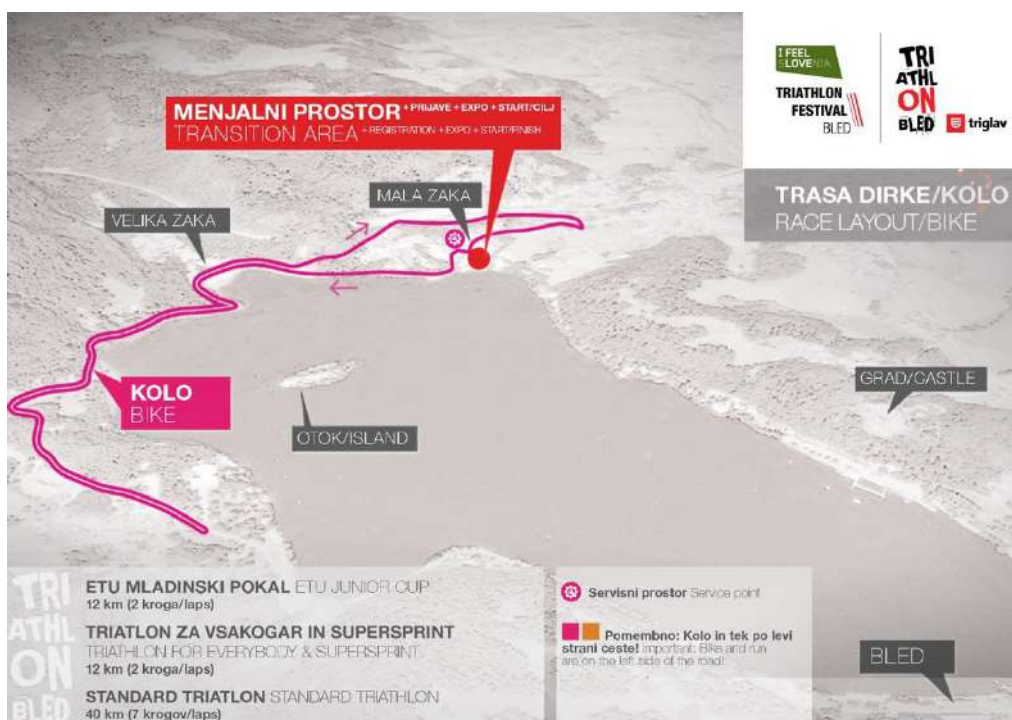 I FEEL
SLOVENIA
TRIATHLON
FESTIVAL
BLED
TRI
ATHL
ON
BLED
triglav
TRASA DIRKE/KOLO
RACE LAYOUT/BIKE
MENJALNI PROSTOR + PRIJAVE + EXPO + START/CILJ
TRANSITION AREA + REGISTRATION + EXPO + START/FINISH
MALA ZAKA
VELIKA ZAKA
KOLO
BIKE
OTOK/ISLAND
GRAD/CASTLE
BLED
TRI
ATHL
ON
BLED
ETU MLADINSKI POKAL ETU JUNIOR CUP
12 km (2 kroga/laps)
TRIATLON ZA VSAKOGAR IN SUPERSPRINT
TRIATHLON FOR EVERYBODY & SUPERSPRINT
12 km (2 kroga/laps)
STANDARD TRIATLON STANDARD TRIATHLON
40 km (7 krogov/laps)
Servisni prostor Service point
Pomembno: Kolo in tek po levi
strani ceste! Important: Bike and run
are on the left side of the road!